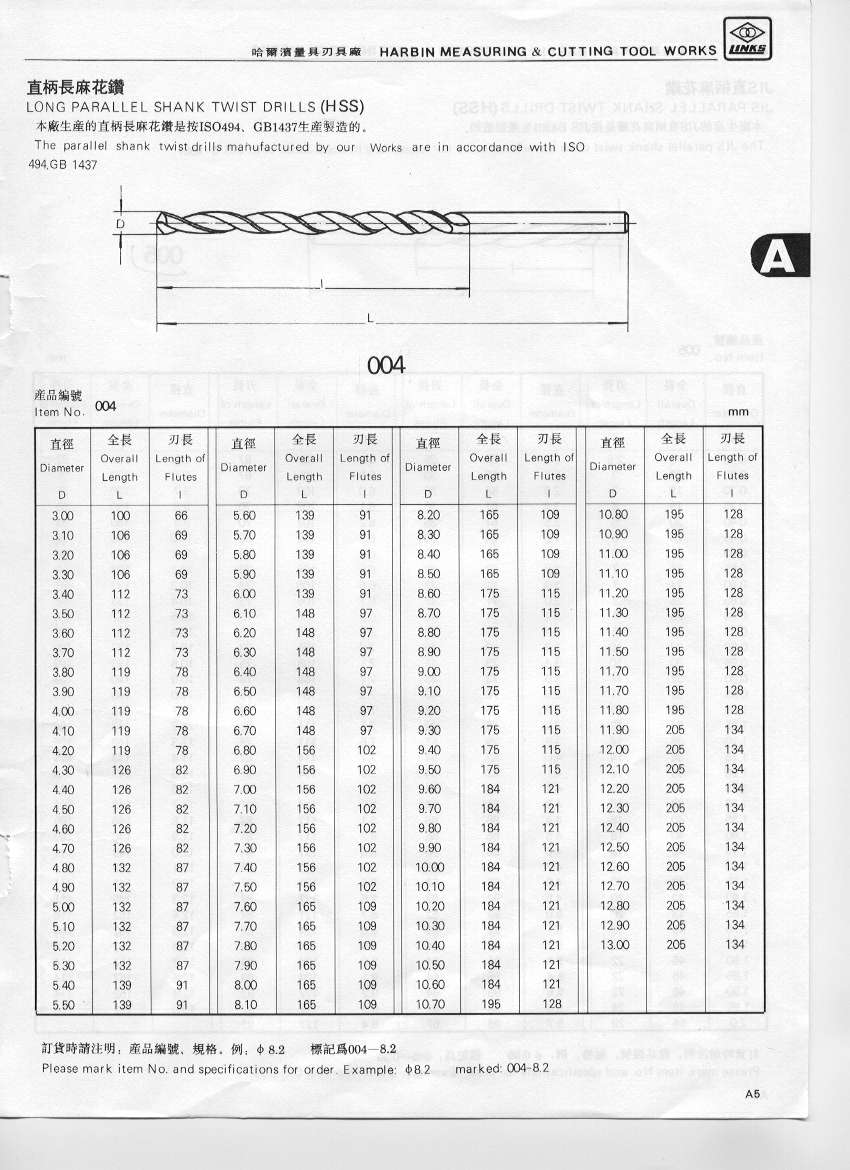 哈爾濱量具刃具廠 HARBIN MEASURING & CUTTING TOOL WORKS LINKS
直柄長麻花鑽
LONG PARALLEL SHANK TWIST DRILLS (HSS)
本廠生産的直柄長麻花鑽是按ISO494、GB1437生產製造的。
The parallel shank twist drills manufactured by our Works are in accordance with ISO
494,GB 1437
D
A
l
L
004
産品編號
Item No. 004
mm
直徑 全長 刃長 直徑 全長 刃長 直徑 全長 刃長 直徑 全長 刃長
Diameter Overall Length of Diameter Overall Length of Diameter Overall Length of Diameter Overall Length of
Length Flutes Length Flutes Length Flutes Length Flutes
D L l D L l D L l D L l
3.00 100 66 5.60 139 91 8.20 165 109 10.80 195 128
3.10 106 69 5.70 139 91 8.30 165 109 10.90 195 128
3.20 106 69 5.80 139 91 8.40 165 109 11.00 195 128
3.30 106 69 5.90 139 91 8.50 165 109 11.10 195 128
3.40 112 73 6.00 139 91 8.60 175 115 11.20 195 128
3.50 112 73 6.10 148 97 8.70 175 115 11.30 195 128
3.60 112 73 6.20 148 97 8.80 175 115 11.40 195 128
3.70 112 73 6.30 148 97 8.90 175 115 11.50 195 128
3.80 119 78 6.40 148 97 9.00 175 115 11.70 195 128
3.90 119 78 6.50 148 97 9.10 175 115 11.70 195 128
4.00 119 78 6.60 148 97 9.20 175 115 11.80 195 128
4.10 119 78 6.70 148 97 9.30 175 115 11.90 205 134
4.20 119 78 6.80 156 102 9.40 175 115 12.00 205 134
4.30 126 82 6.90 156 102 9.50 175 115 12.10 205 134
4.40 126 82 7.00 156 102 9.60 184 121 12.20 205 134
4.50 126 82 7.10 156 102 9.70 184 121 12.30 205 134
4.60 126 82 7.20 156 102 9.80 184 121 12.40 205 134
4.70 126 82 7.30 156 102 9.90 184 121 12.50 205 134
4.80 132 87 7.40 156 102 10.00 184 121 12.60 205 134
4.90 132 87 7.50 156 102 10.10 184 121 12.70 205 134
5.00 132 87 7.60 165 109 10.20 184 121 12.80 205 134
5.10 132 87 7.70 165 109 10.30 184 121 12.90 205 134
5.20 132 87 7.80 165 109 10.40 184 121 13.00 205 134
5.30 132 87 7.90 165 109 10.50 184 121
5.40 139 91 8.00 165 109 10.60 184 121
5.50 139 91 8.10 165 109 10.70 195 128
訂貨時請注明：産品編號、規格。例：φ 8.2 標記爲004—8.2
Please mark item No. and specifications for order. Example: φ8.2 marked: 004-8.2
A5